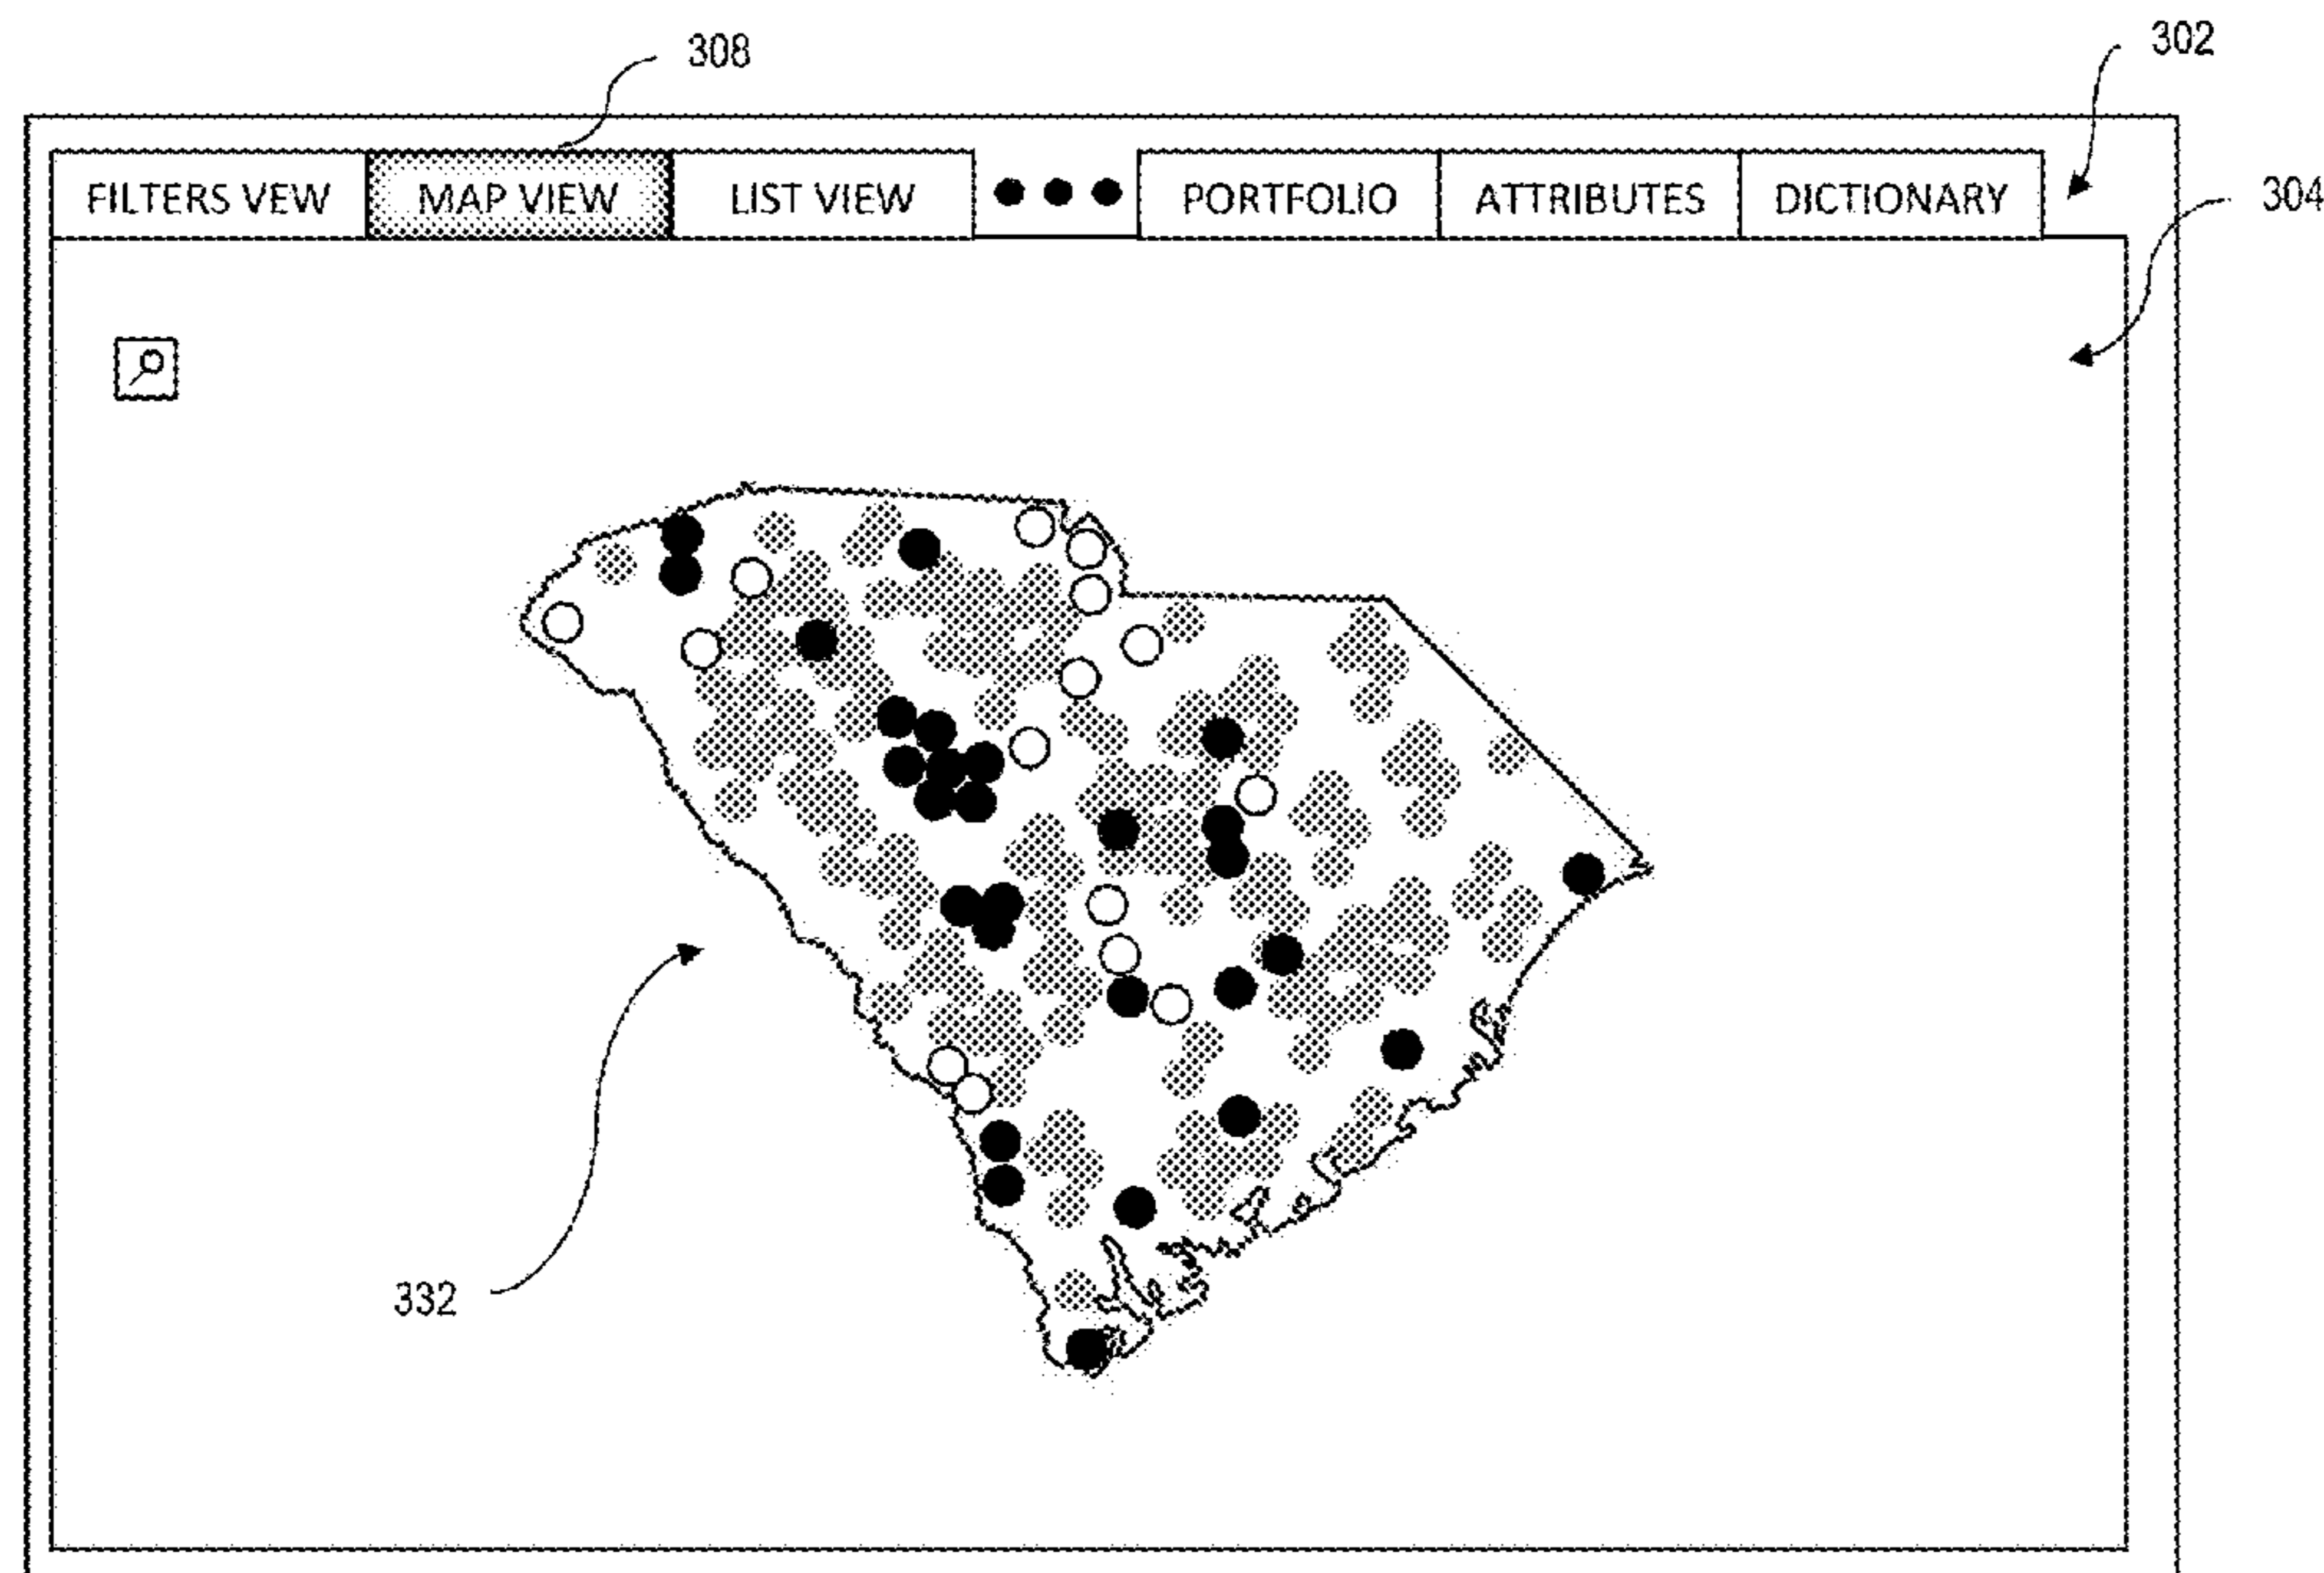 308
302
FILTERS VEW MAP VIEW LIST VIEW PORTFOLIO ATTRIBUTES DICTIONARY
304
332